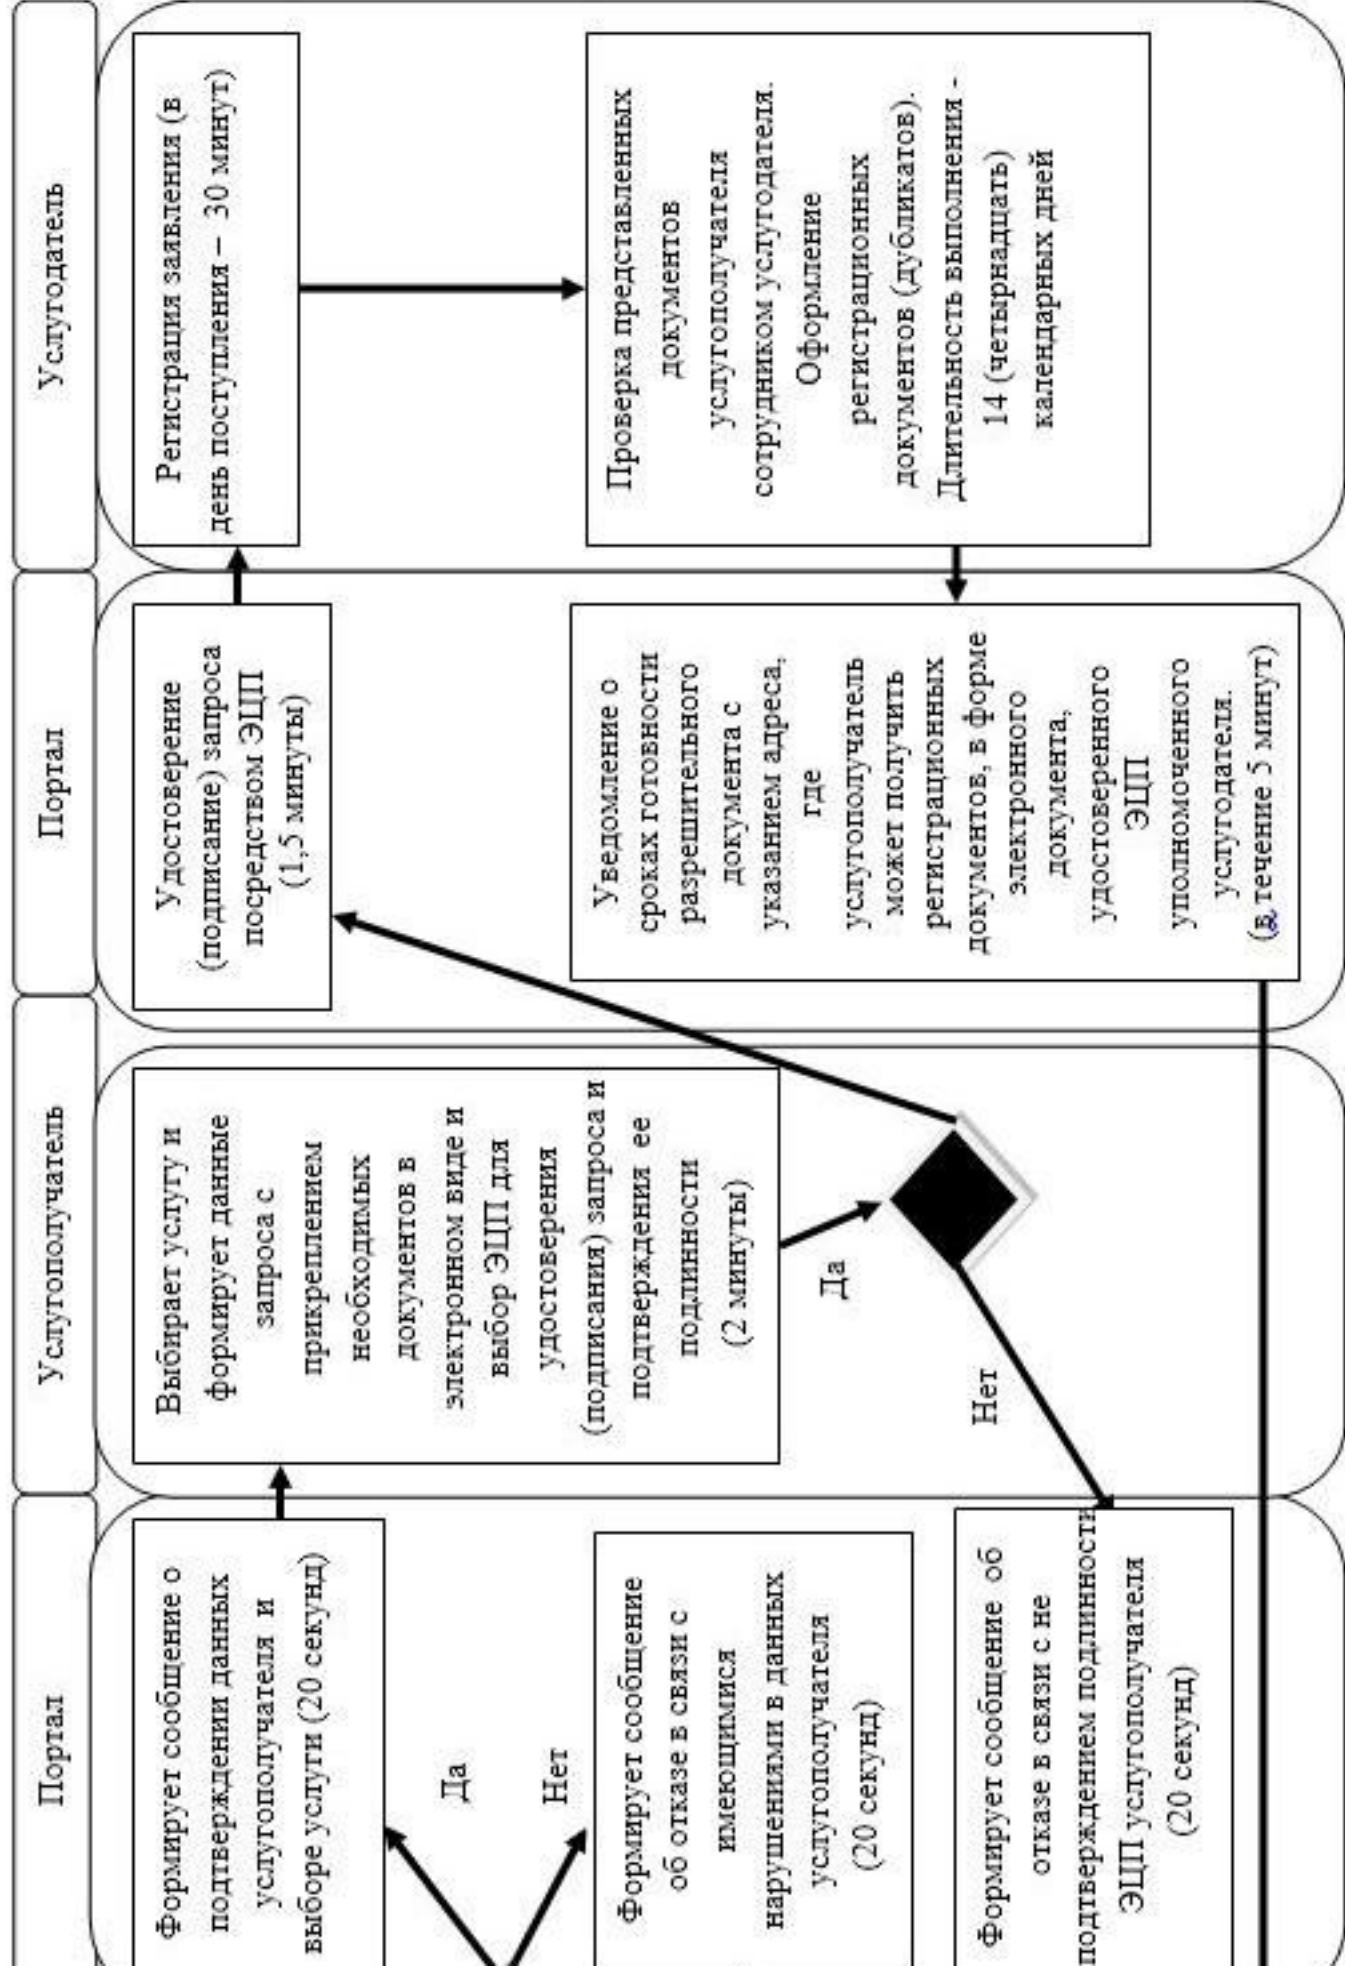 Портал
Услугополучатель
Портал
Услугодатель
Формирует сообщение о
подтверждении данных
услугополучателя и
выборе услуги (20 секунд)
Да
Нет
Формирует сообщение
об отказе в связи с
имеющимися
нарушениями в данных
услугополучателя
(20 секунд)
Формирует сообщение об
отказе в связи с не
подтверждением подлинности
ЭЦП услугополучателя
(20 секунд)
Выбирает услугу и
формирует данные
запроса с
прикреплением
необходимых
документов в
электронном виде и
выбор ЭЦП для
удостоверения
(подписания) запроса и
подтверждения ее
подлинности
(2 минуты)
Да
Нет
Удостоверение
(подписание) запроса
посредством ЭЦП
(1,5 минуты)
Уведомление о
сроках готовности
разрешительного
документа с
указанием адреса,
где
услугополучатель
может получить
регистрационных
документов, в форме
электронного
документа,
удостоверенного
ЭЦП
уполномоченного
услугодателя.
(в течение 5 минут)
Регистрация заявления (в
день поступления – 30 минут)
Проверка представленных
документов
услугополучателя
сотрудником услугодателя.
Оформление
регистрационных
документов (дубликатов).
Длительность выполнения -
14 (четырнадцать)
календарных дней